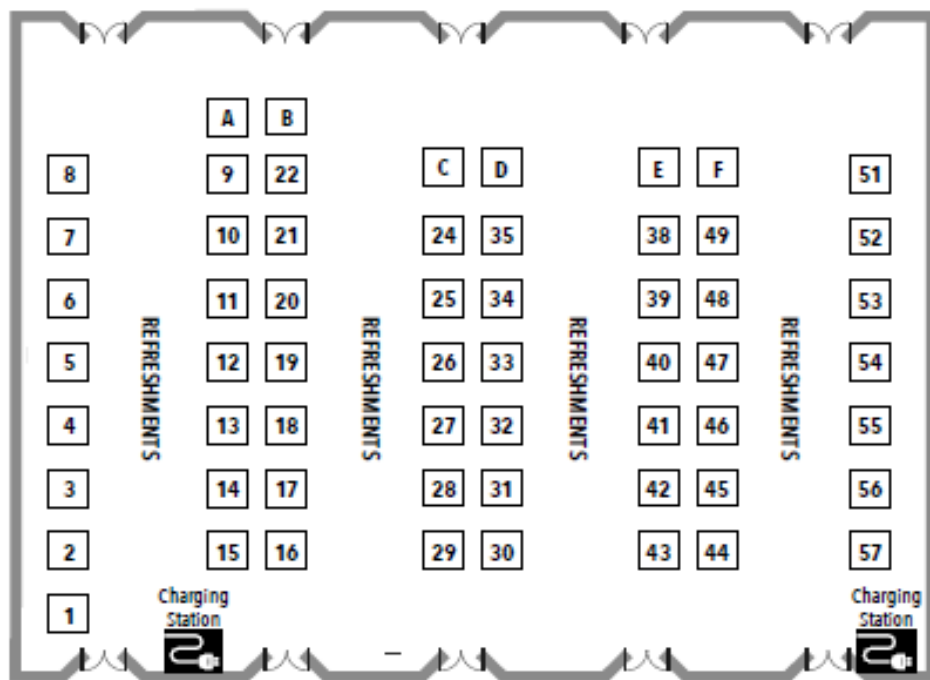 A B
8 9 22 C D E F 51
7 10 21 24 35 38 49 52
6 11 20 25 34 39 48 53
REFRESHMENTS REFRESHMENTS REFRESHMENTS REFRESHMENTS
5 12 19 26 33 40 47 54
4 13 18 27 32 41 46 55
3 14 17 28 31 42 45 56
2 15 16 29 30 43 44 57
1
Charging
Station
Charging
Station